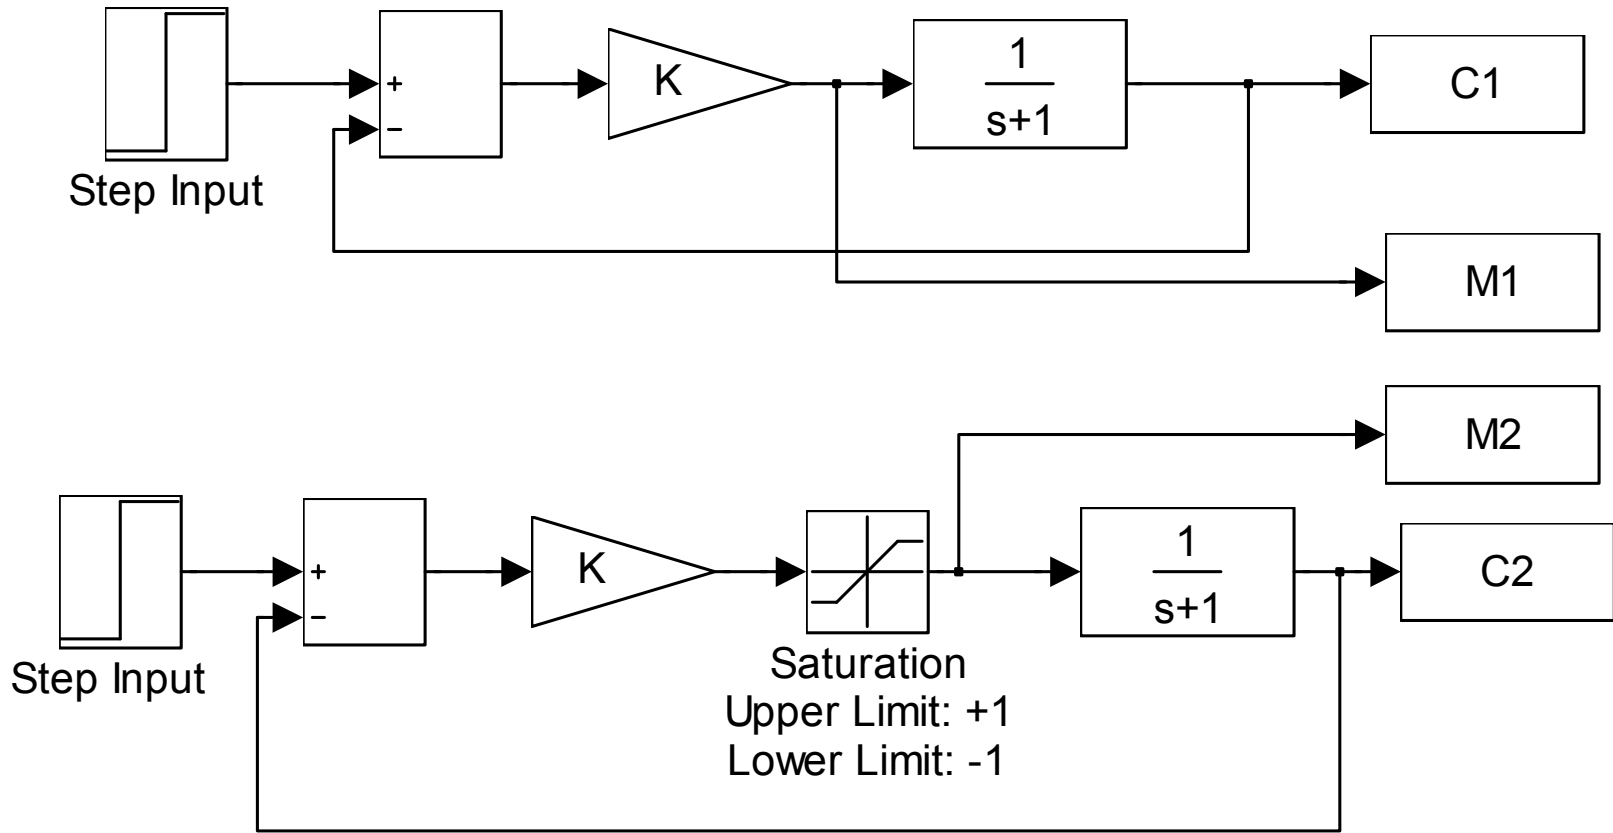 +
−
K
1
s+1
C1
Step Input
M1
M2
+
−
K
1
s+1
C2
Step Input
Saturation
Upper Limit: +1
Lower Limit: -1